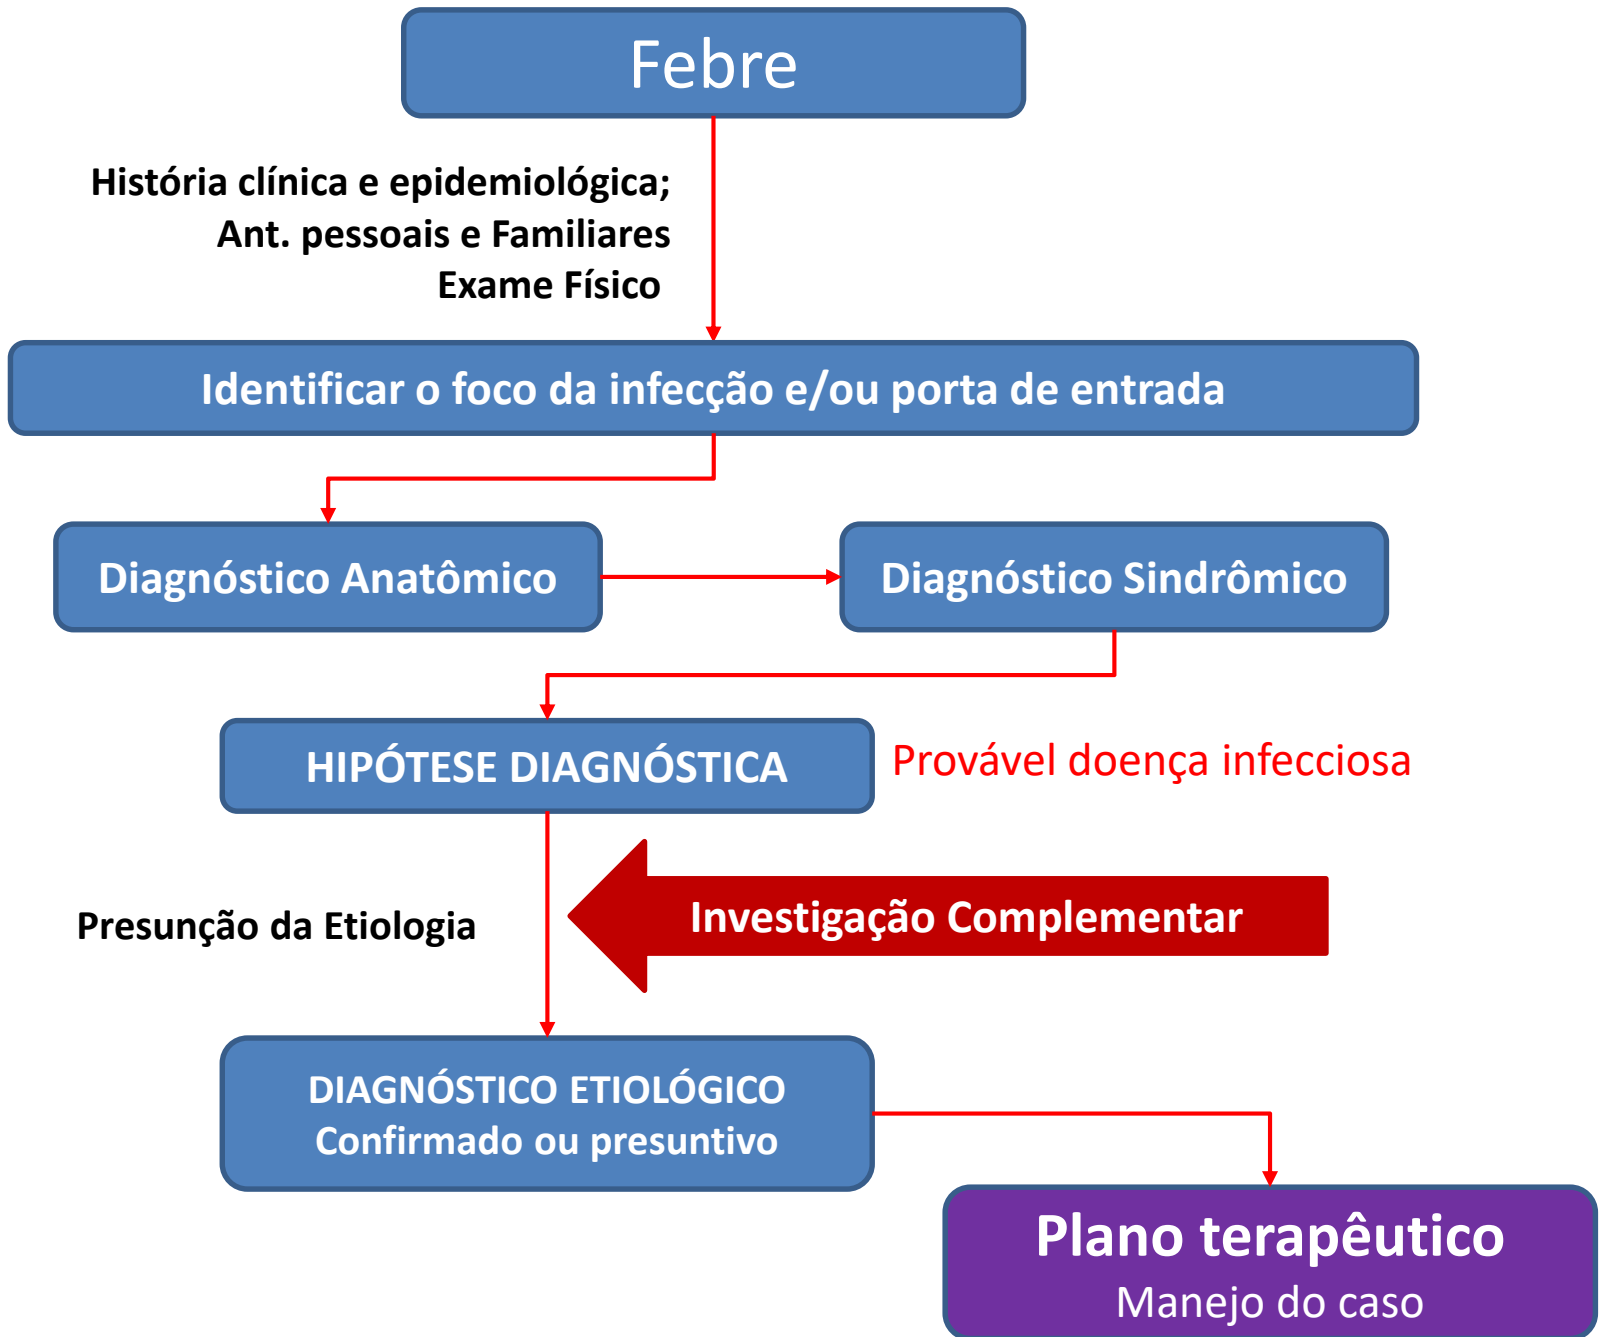 Febre
História clínica e epidemiológica;
Ant. pessoais e Familiares
Exame Físico
Identificar o foco da infecção e/ou porta de entrada
Diagnóstico Anatômico
Diagnóstico Sindrômico
HIPÓTESE DIAGNÓSTICA
Provável doença infecciosa
Presunção da Etiologia
Investigação Complementar
DIAGNÓSTICO ETIOLÓGICO
Confirmado ou presuntivo
Plano terapêutico
Manejo do caso